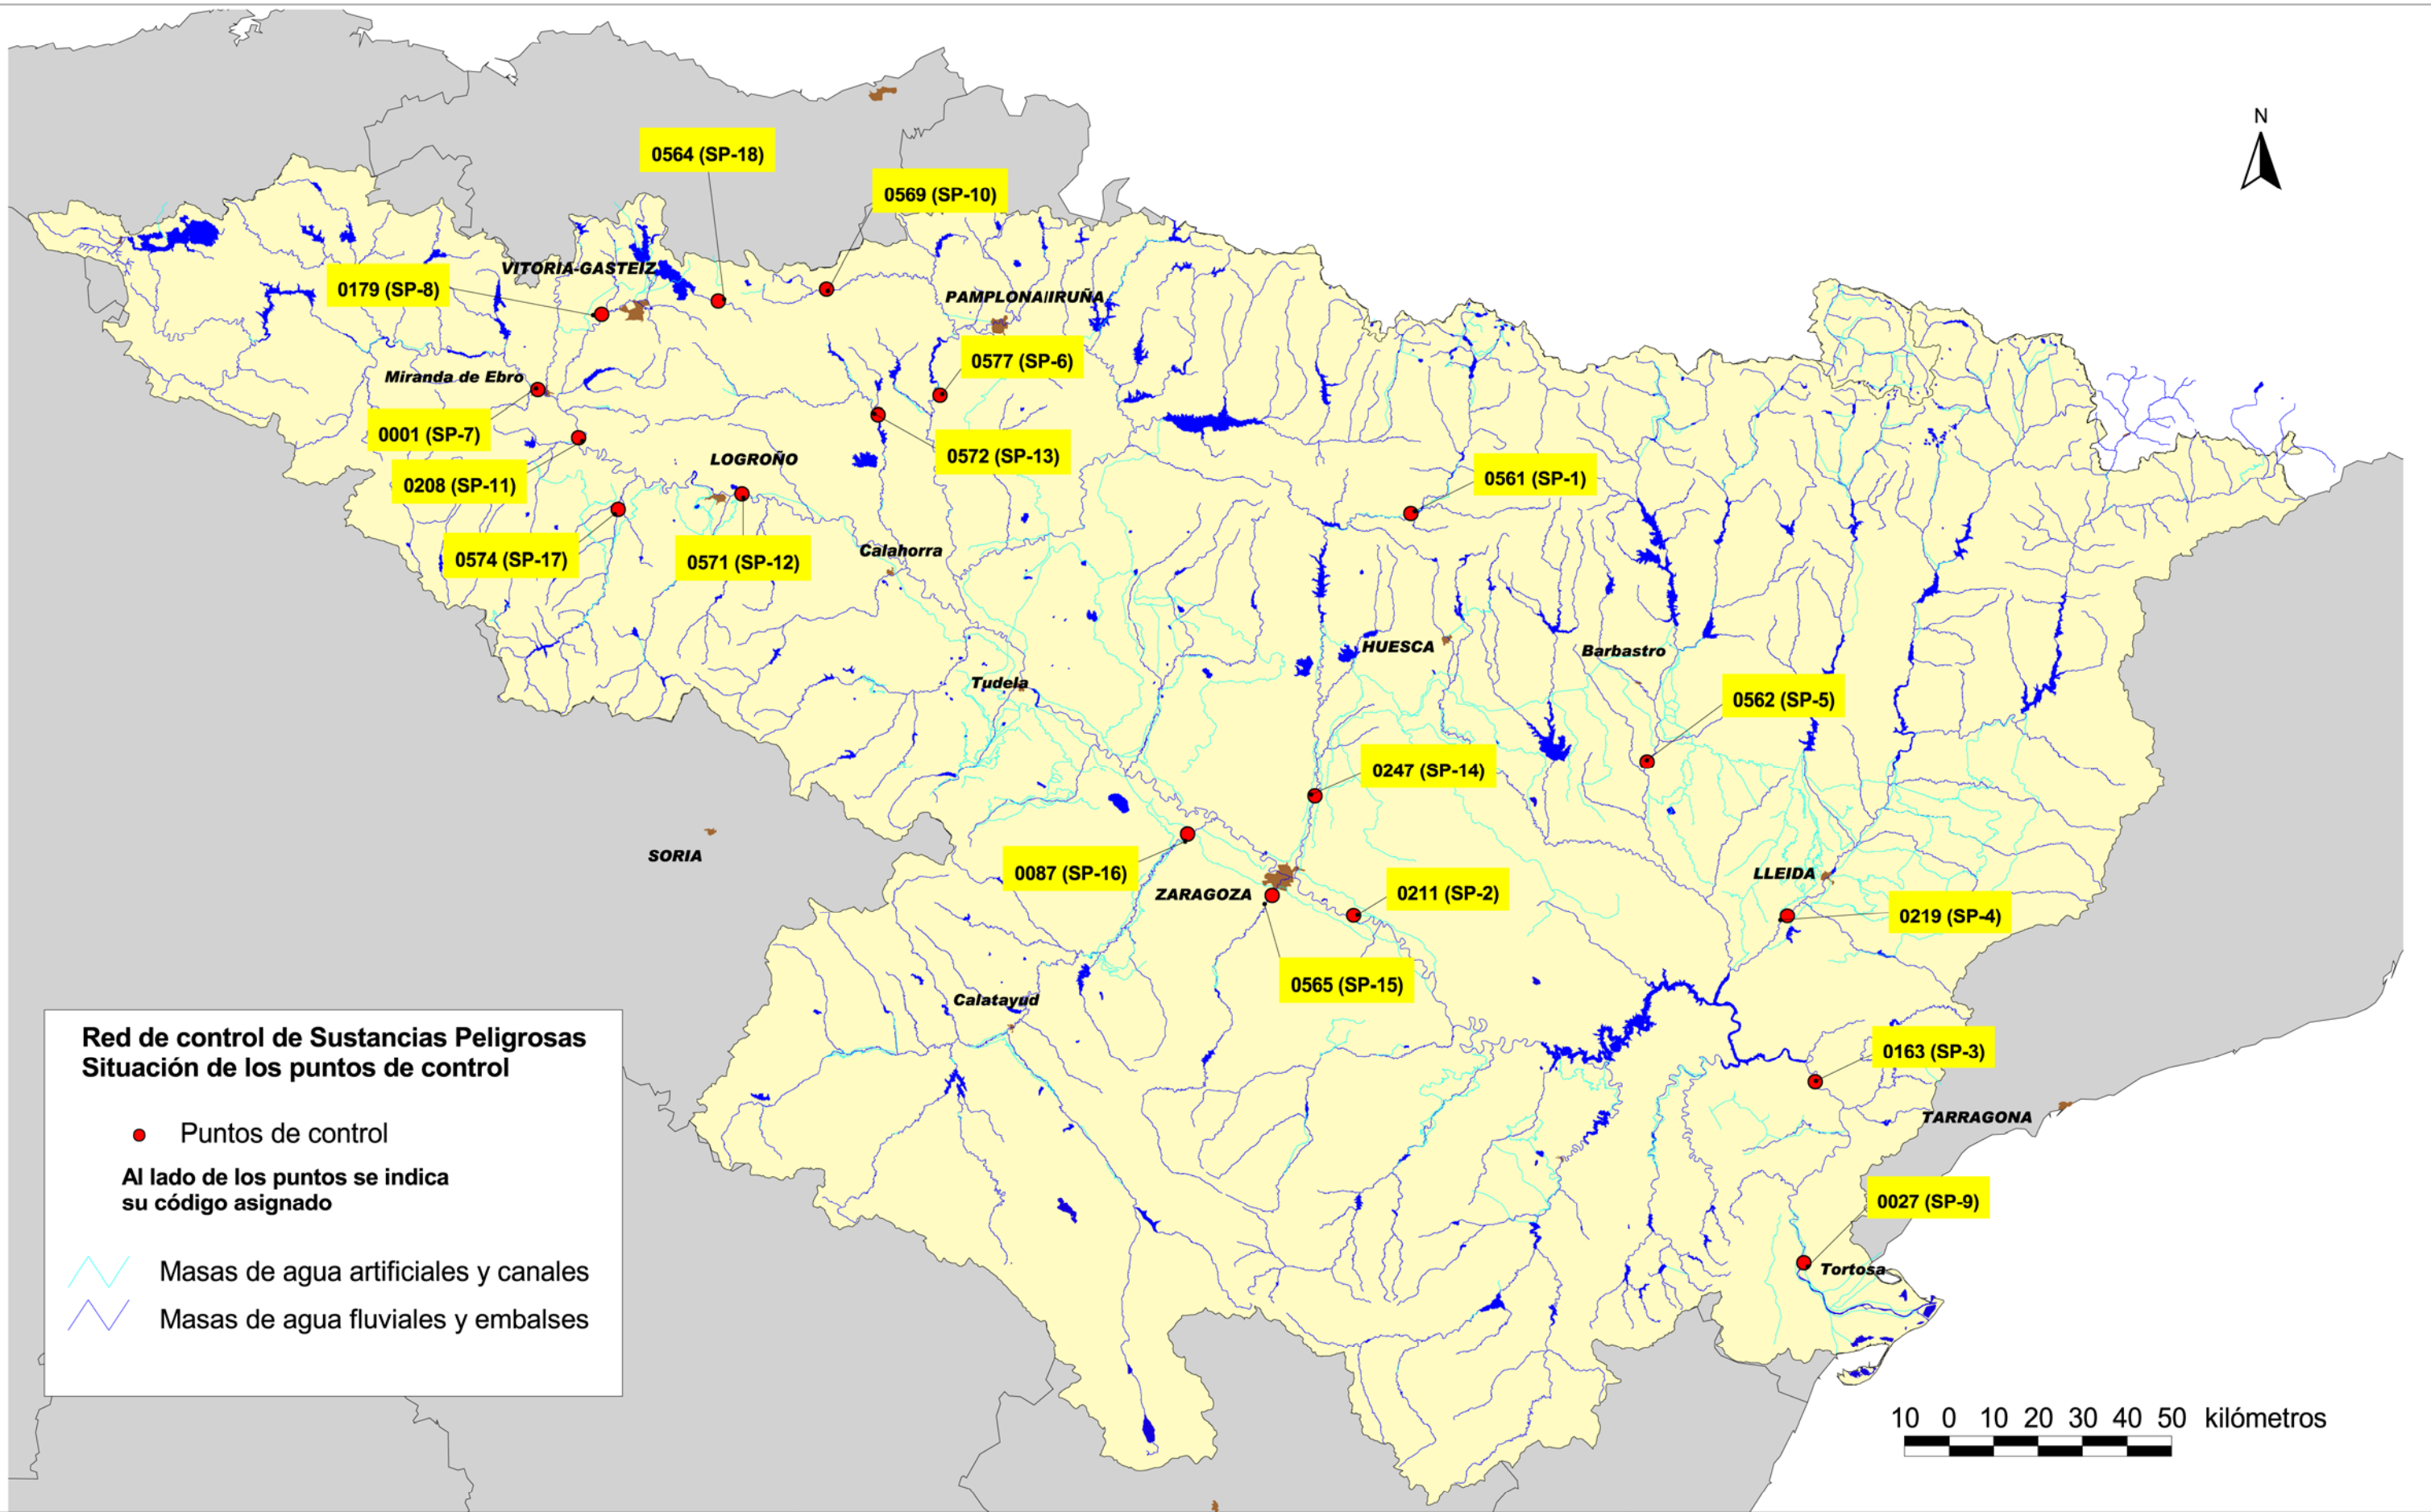 N
0564 (SP-18)
0569 (SP-10)
VITORIA-GASTEIZ
0179 (SP-8)
PAMPLONA/IRUÑA
0577 (SP-6)
Miranda de Ebro
0001 (SP-7)
0572 (SP-13)
LOGROÑO
0208 (SP-11)
0561 (SP-1)
0574 (SP-17)
0571 (SP-12)
Calahorra
HUESCA
Barbastro
Tudela
0562 (SP-5)
0247 (SP-14)
SORIA
0087 (SP-16)
LLEIDA
ZARAGOZA
0211 (SP-2)
0219 (SP-4)
0565 (SP-15)
Calatayud
0163 (SP-3)
TARRAGONA
0027 (SP-9)
Tortosa
Red de control de Sustancias Peligrosas
Situación de los puntos de control
Puntos de control
Al lado de los puntos se indica
su código asignado
Masas de agua artificiales y canales
Masas de agua fluviales y embalses
10 0 10 20 30 40 50 kilómetros